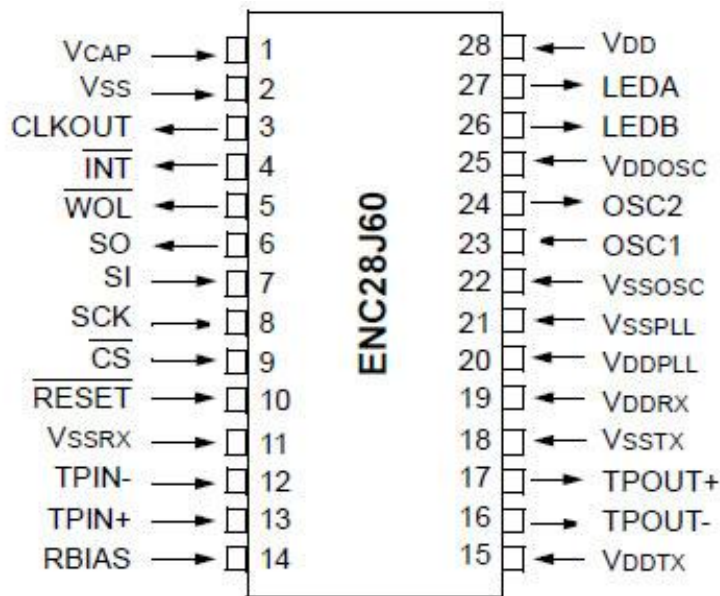 VCAP 1 28 VDD
VSS 2 27 LEDA
CLKOUT 3 26 LEDB
INT 4 25 VDDOSC
WOL 5 24 OSC2
SO 6 23 OSC1
SI 7 22 VSSOSC
SCK 8 21 VSSPLL
CS 9 20 VDDPLL
RESET 10 19 VDDRX
VSSRX 11 18 VSSTX
TPIN- 12 17 TPOUT+
TPIN+ 13 16 TPOUT-
RBIAS 14 15 VDDTX
ENC28J60